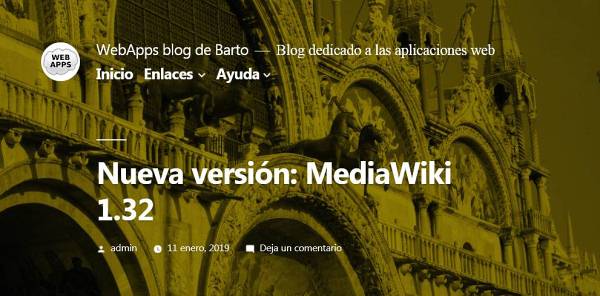 WEB
APPS
WebApps blog de Barto — Blog dedicado a las aplicaciones web
Inicio Enlaces Ayuda
Nueva versión: MediaWiki
1.32
admin 11 enero, 2019 Deja un comentario